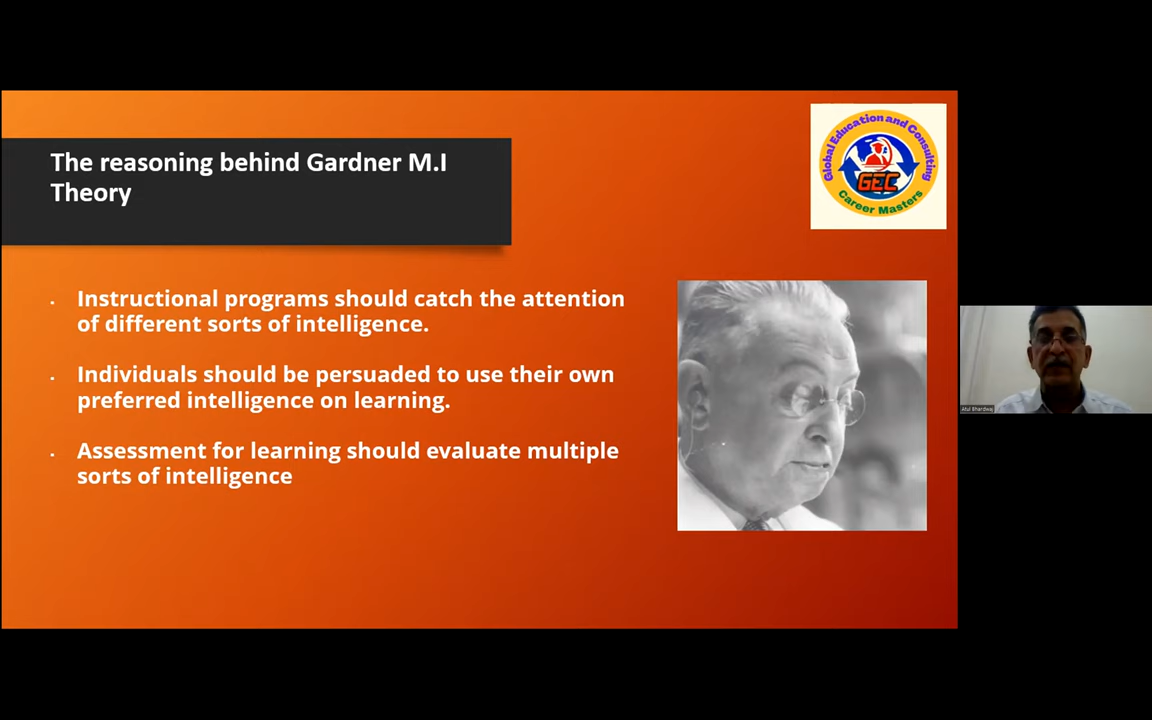 The reasoning behind Gardner M.I
Theory
Global Education and Consulting
GEC
Career Masters
Instructional programs should catch the attention
of different sorts of intelligence.
Individuals should be persuaded to use their own
preferred intelligence on learning.
Assessment for learning should evaluate multiple
sorts of intelligence
Atul Bhardwaj